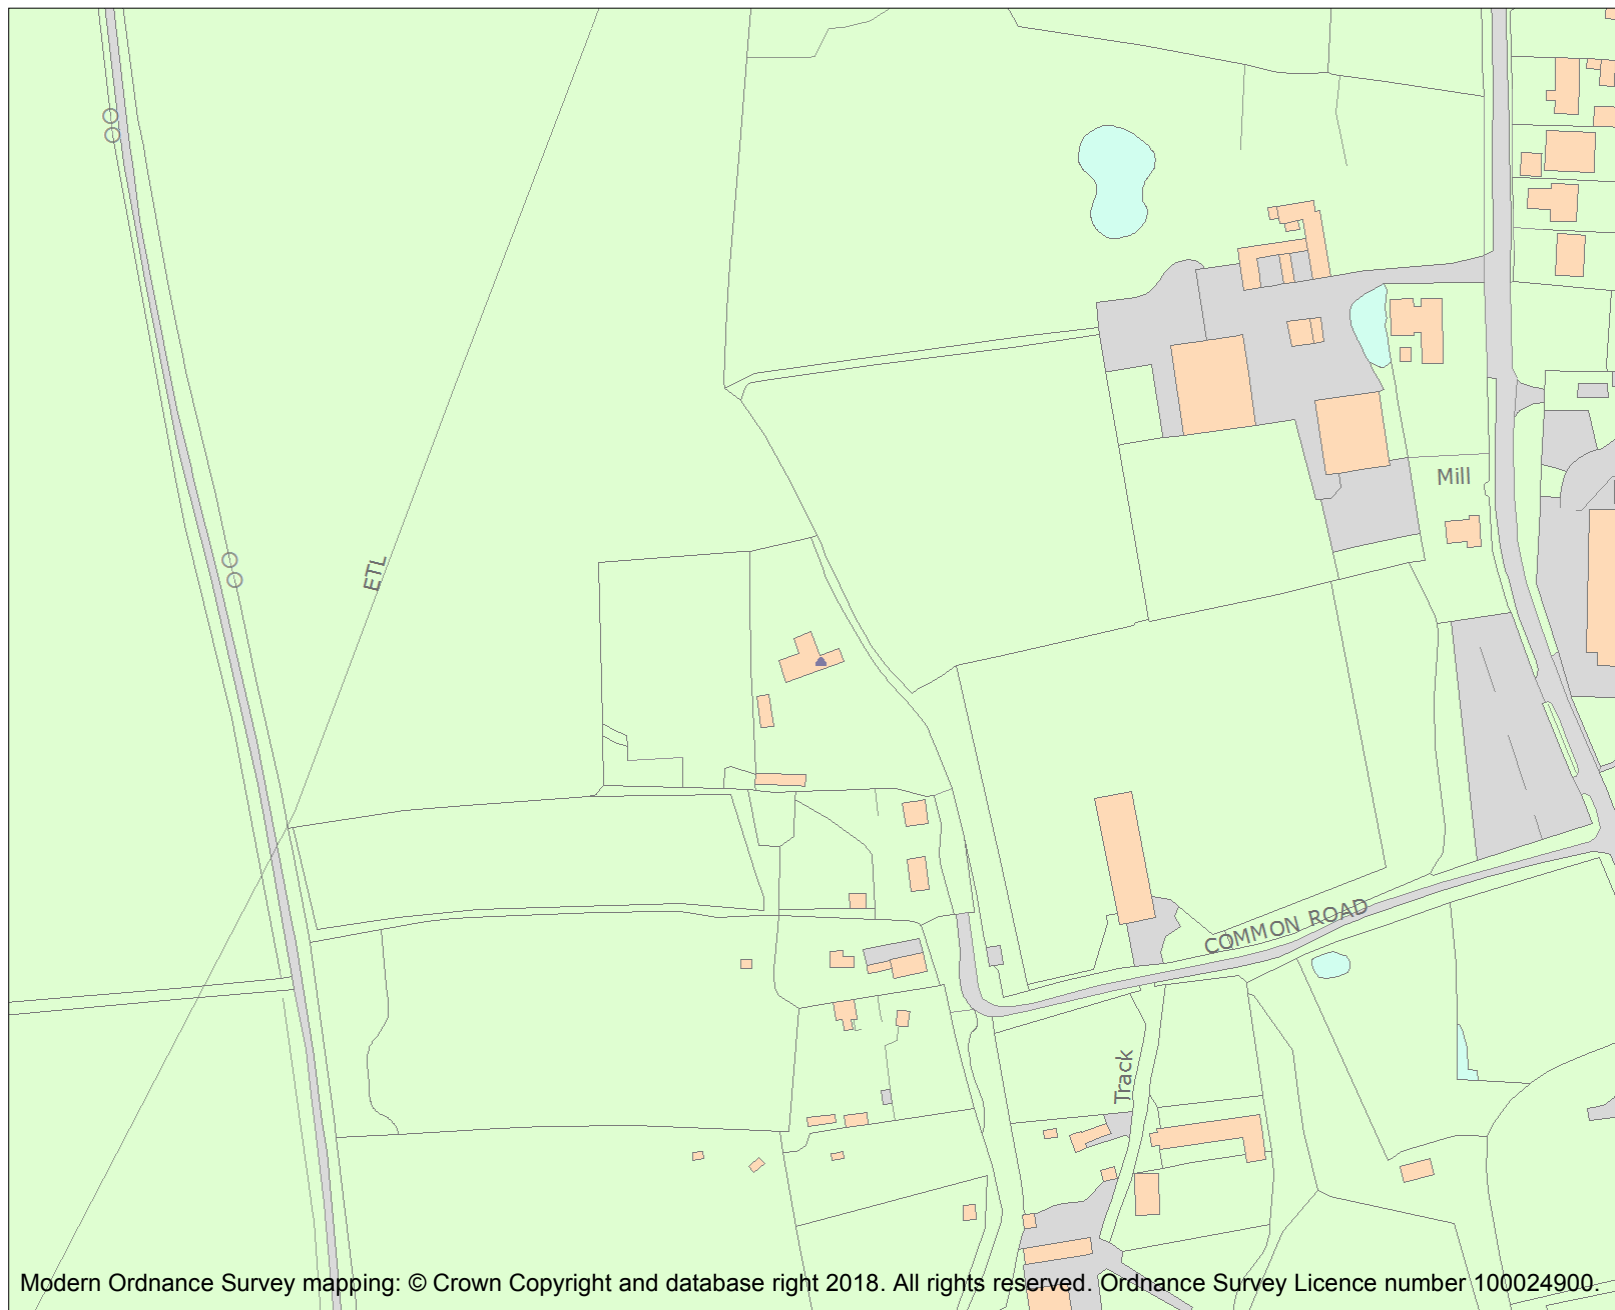 Mill
ETL
COMMON ROAD
Track
Modern Ordnance Survey mapping: © Crown Copyright and database right 2018. All rights reserved. Ordnance Survey Licence number 100024900.